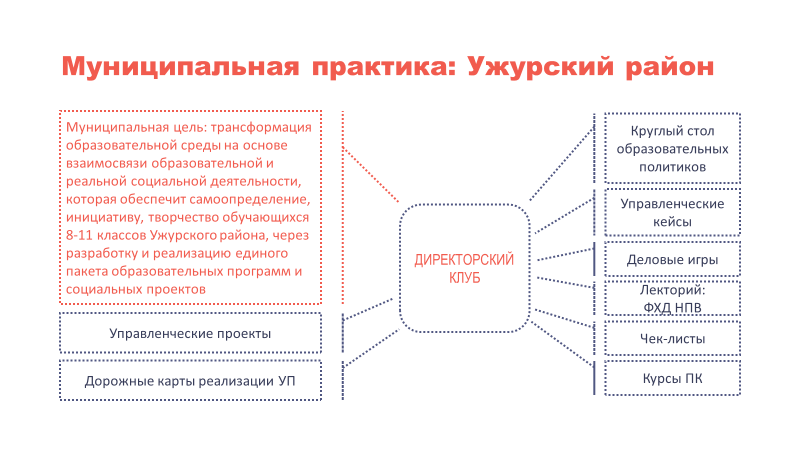 Муниципальная практика: Ужурский район
Муниципальная цель: трансформация
образовательной среды на основе
взаимосвязи образовательной и
реальной социальной деятельности,
которая обеспечит самоопределение,
инициативу, творчество обучающихся
8-11 классов Ужурского района, через
разработку и реализацию единого
пакета образовательных программ и
социальных проектов
Управленческие проекты
Дорожные карты реализации УП
ДИРЕКТОРСКИЙ
КЛУБ
Круглый стол
образовательных
политиков
Управленческие
кейсы
Деловые игры
Лекторий:
ФХД НПВ
Чек-листы
Курсы ПК